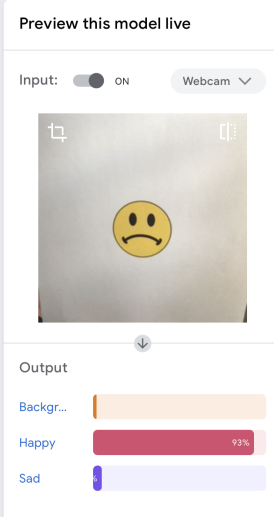 Preview this model live
Input: ON Webcam
Output
Backgr...
Happy 93%
Sad %